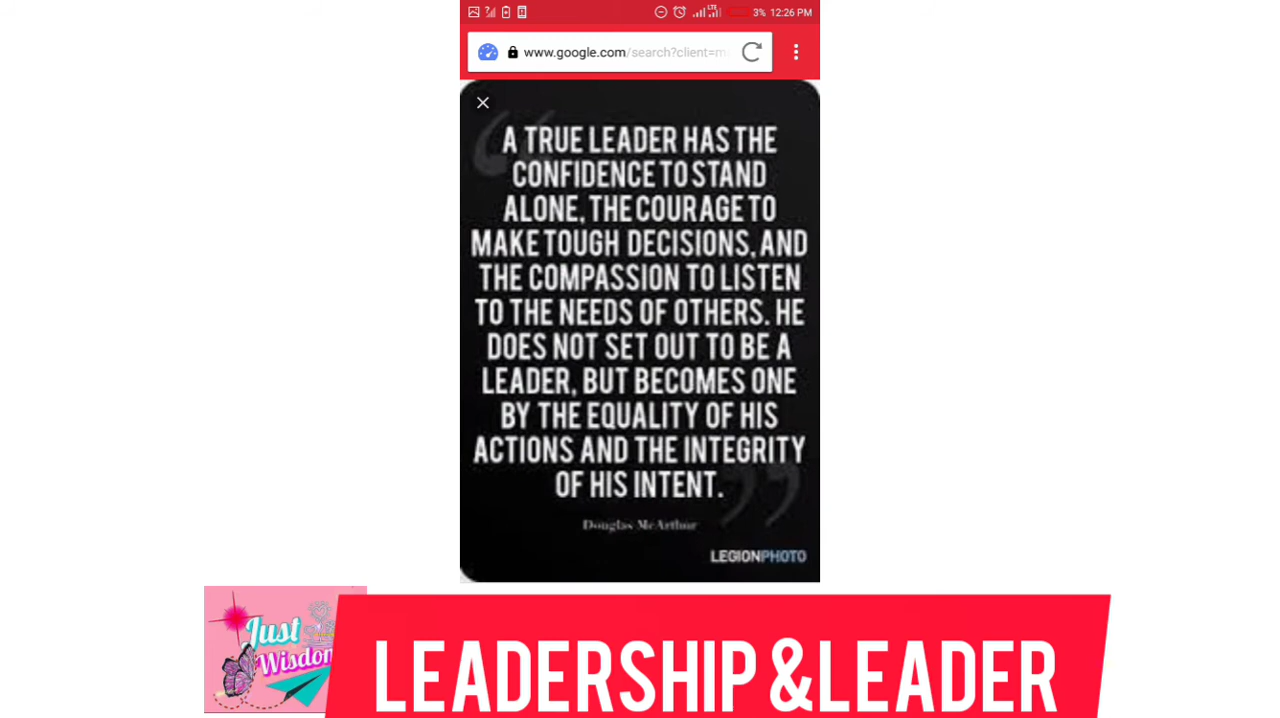 LTE 3% 12:26 PM
www.google.com/search?client=m
A TRUE LEADER HAS THE
CONFIDENCE TO STAND
ALONE, THE COURAGE TO
MAKE TOUGH DECISIONS, AND
THE COMPASSION TO LISTEN
TO THE NEEDS OF OTHERS. HE
DOES NOT SET OUT TO BE A
LEADER, BUT BECOMES ONE
BY THE EQUALITY OF HIS
ACTIONS AND THE INTEGRITY
OF HIS INTENT.
Douglas McArthur
LEGIONPHOTO
Just
Wisdom
LEADERSHIP &LEADER